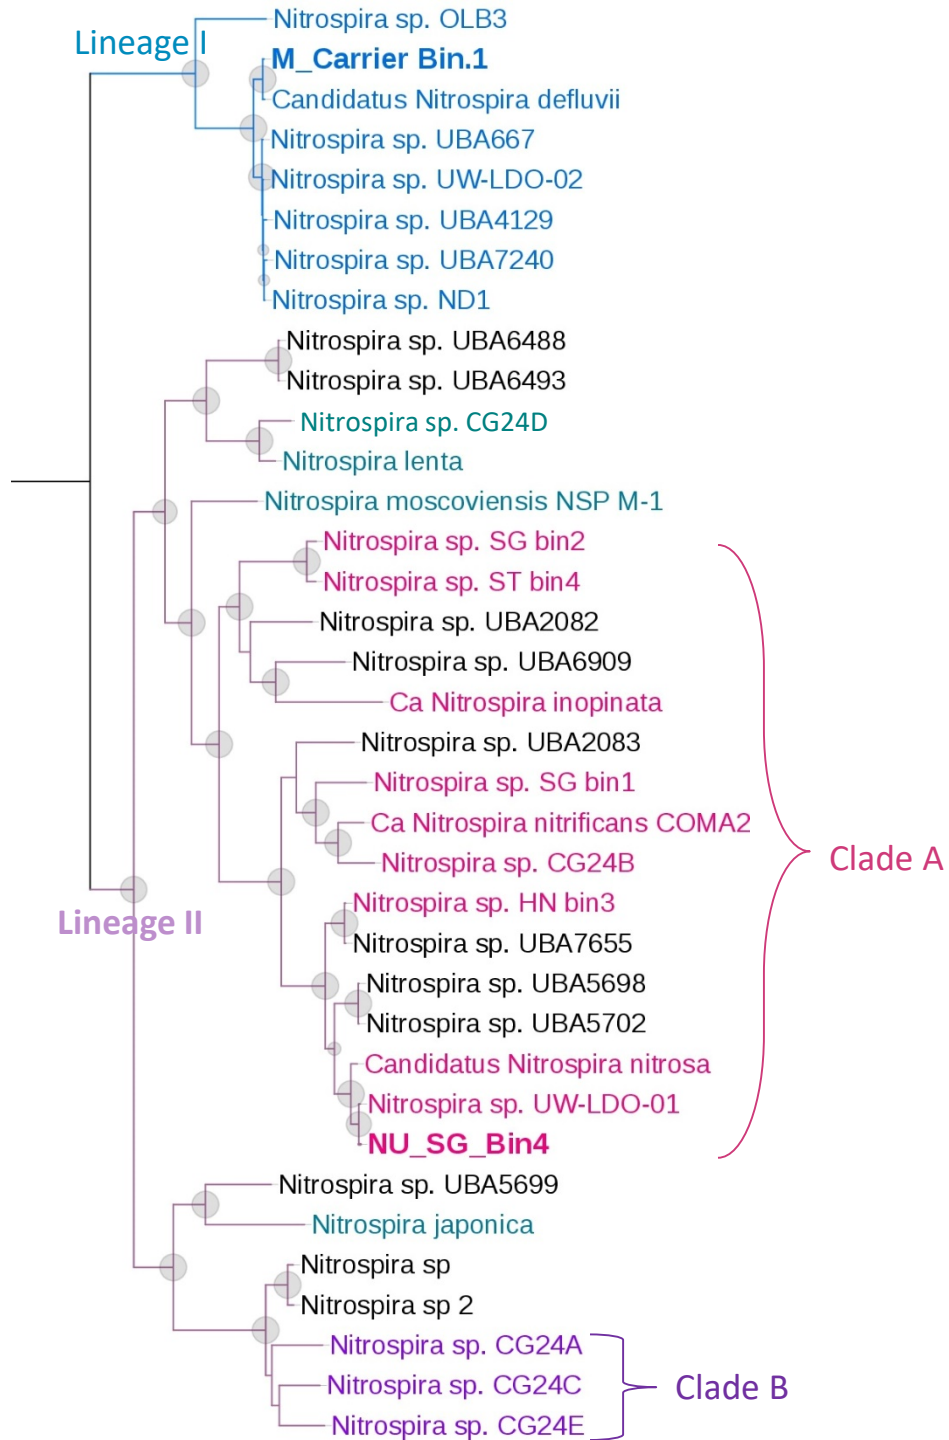 Nitrospira sp. OLB3
Lineage I
M_Carrier Bin.1
Candidatus Nitrospira defluvii
Nitrospira sp. UBA667
Nitrospira sp. UW-LDO-02
Nitrospira sp. UBA4129
Nitrospira sp. UBA7240
Nitrospira sp. ND1
Nitrospira sp. UBA6488
Nitrospira sp. UBA6493
Nitrospira sp. CG24D
Nitrospira lenta
Nitrospira moscoviensis NSP M-1
Nitrospira sp. SG bin2
Nitrospira sp. ST bin4
Nitrospira sp. UBA2082
Nitrospira sp. UBA6909
Ca Nitrospira inopinata
Nitrospira sp. UBA2083
Nitrospira sp. SG bin1
Ca Nitrospira nitrificans COMA2
Nitrospira sp. CG24B
Clade A
Nitrospira sp. HN bin3
Lineage II
Nitrospira sp. UBA7655
Nitrospira sp. UBA5698
Nitrospira sp. UBA5702
Candidatus Nitrospira nitrosa
Nitrospira sp. UW-LDO-01
NU_SG_Bin4
Nitrospira sp. UBA5699
Nitrospira japonica
Nitrospira sp
Nitrospira sp 2
Nitrospira sp. CG24A
Nitrospira sp. CG24C
Clade B
Nitrospira sp. CG24E